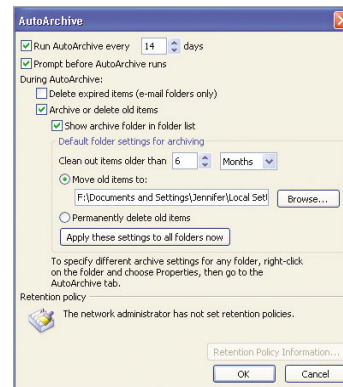 AutoArchive
Run AutoArchive every 14 days
Prompt before AutoArchive runs
During AutoArchive:
Delete expired items (e-mail folders only)
Archive or delete old items
Show archive folder in folder list
Default folder settings for archiving
Clean out items older than 6 Months
Move old items to:
F:\Documents and Settings\Jennifer\Local Set Browse...
Permanently delete old items
Apply these settings to all folders now
To specify different archive settings for any folder, right-click
on the folder and choose Properties, then go to the
AutoArchive tab.
Retention policy
The network administrator has not set retention policies.
Retention Policy Information...
OK Cancel